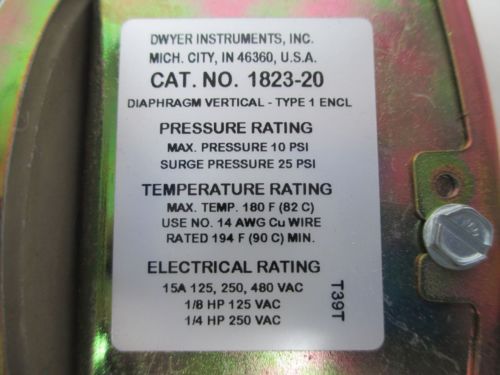 DWYER INSTRUMENTS, INC.
MICH. CITY, IN 46360, U.S.A.
CAT. NO. 1823-20
DIAPHRAGM VERTICAL - TYPE 1 ENCL
PRESSURE RATING
MAX. PRESSURE 10 PSI
SURGE PRESSURE 25 PSI
TEMPERATURE RATING
MAX. TEMP. 180 F (82 C)
USE NO. 14 AWG Cu WIRE
RATED 194 F (90 C) MIN.
ELECTRICAL RATING
15A 125, 250, 480 VAC
1/8 HP 125 VAC
1/4 HP 250 VAC
T39T